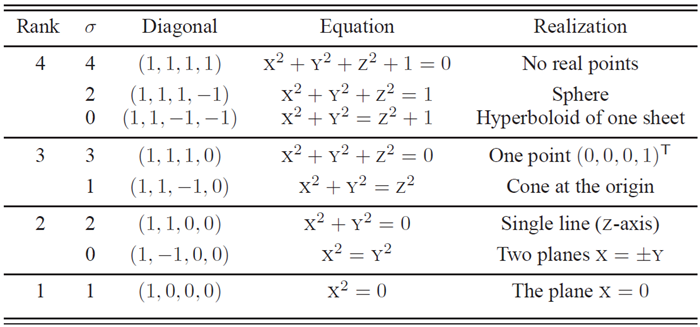 Rank σ Diagonal Equation Realization
4 4 (1, 1, 1, 1) X² + Y² + Z² + 1 = 0 No real points
2 (1, 1, 1, −1) X² + Y² + Z² = 1 Sphere
0 (1, 1, −1, −1) X² + Y² = Z² + 1 Hyperboloid of one sheet
3 3 (1, 1, 1, 0) X² + Y² + Z² = 0 One point (0, 0, 0, 1)ᵀ
1 (1, 1, −1, 0) X² + Y² = Z² Cone at the origin
2 2 (1, 1, 0, 0) X² + Y² = 0 Single line (Z-axis)
0 (1, −1, 0, 0) X² = Y² Two planes X = ±Y
1 1 (1, 0, 0, 0) X² = 0 The plane X = 0